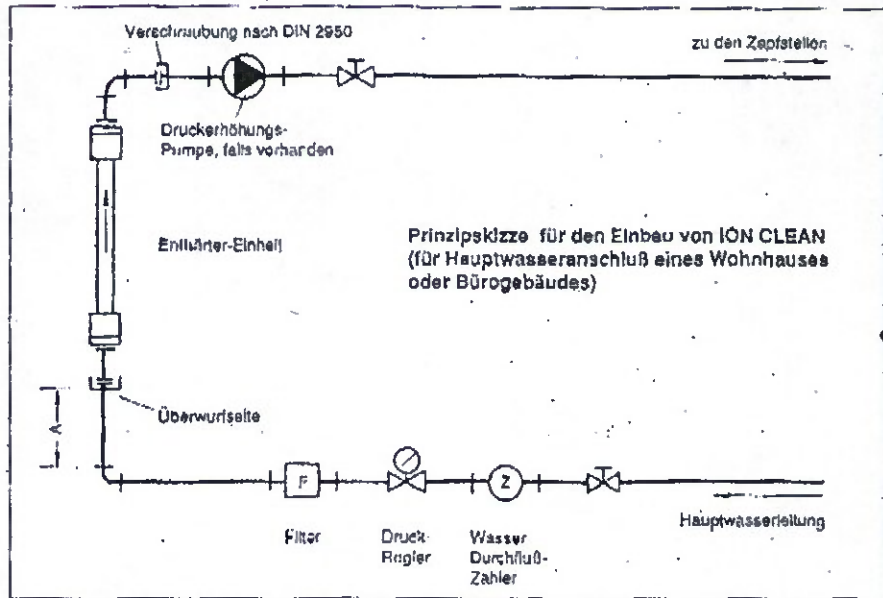 Verschraubung nach DIN 2950
zu den Zapfstellen
Druckerhöhungs-
Pumpe, falls vorhanden
Enthärter-Einheit
Prinzipskizze für den Einbau von ION CLEAN
(für Hauptwasseranschluß eines Wohnhauses
oder Bürogebäudes)
A
Überwurfseite
F
Z
Hauptwasserleitung
Filter
Druck-
Regler
Wasser
Durchfluß-
Zähler